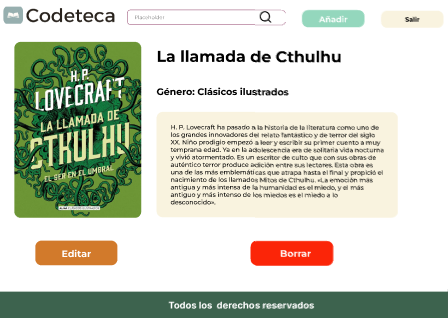 Codeteca
Placeholder
Añadir
Salir
La llamada de Cthulhu
Género: Clásicos ilustrados
H. P.
LOVECRAFT
LA LLAMADA DE
CTHULHU
EL SER EN EL UMBRAL
H. P. Lovecraft ha pasado a la historia de la literatura como uno de
los grandes innovadores del relato fantástico y de terror del siglo
XX. Niño prodigio empezó a leer y escribir su primer cuento a muy
temprana edad. Ya en la adolescencia era de solitaria vida nocturna
y vivió atormentado. Es un escritor de culto que con sus obras de
auténtico terror produce adición entre sus lectores. Esta obra es
una de las más emblemáticas que atrapa hasta el final y propició el
nacimiento de los llamados Mitos de Cthulhu. «La emoción más
antigua y más intensa de la humanidad es el miedo, y el más
antiguo y más intenso de los miedos es el miedo a lo
desconocido».
Editar
Borrar
Todos los derechos reservados